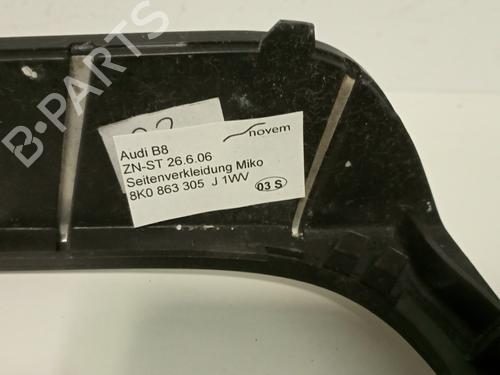 B-PARTS
novem
Audi B8
ZN-ST 26.6.06
Seitenverkleidung Miko
8K0 863 305 J 1WV
03 S